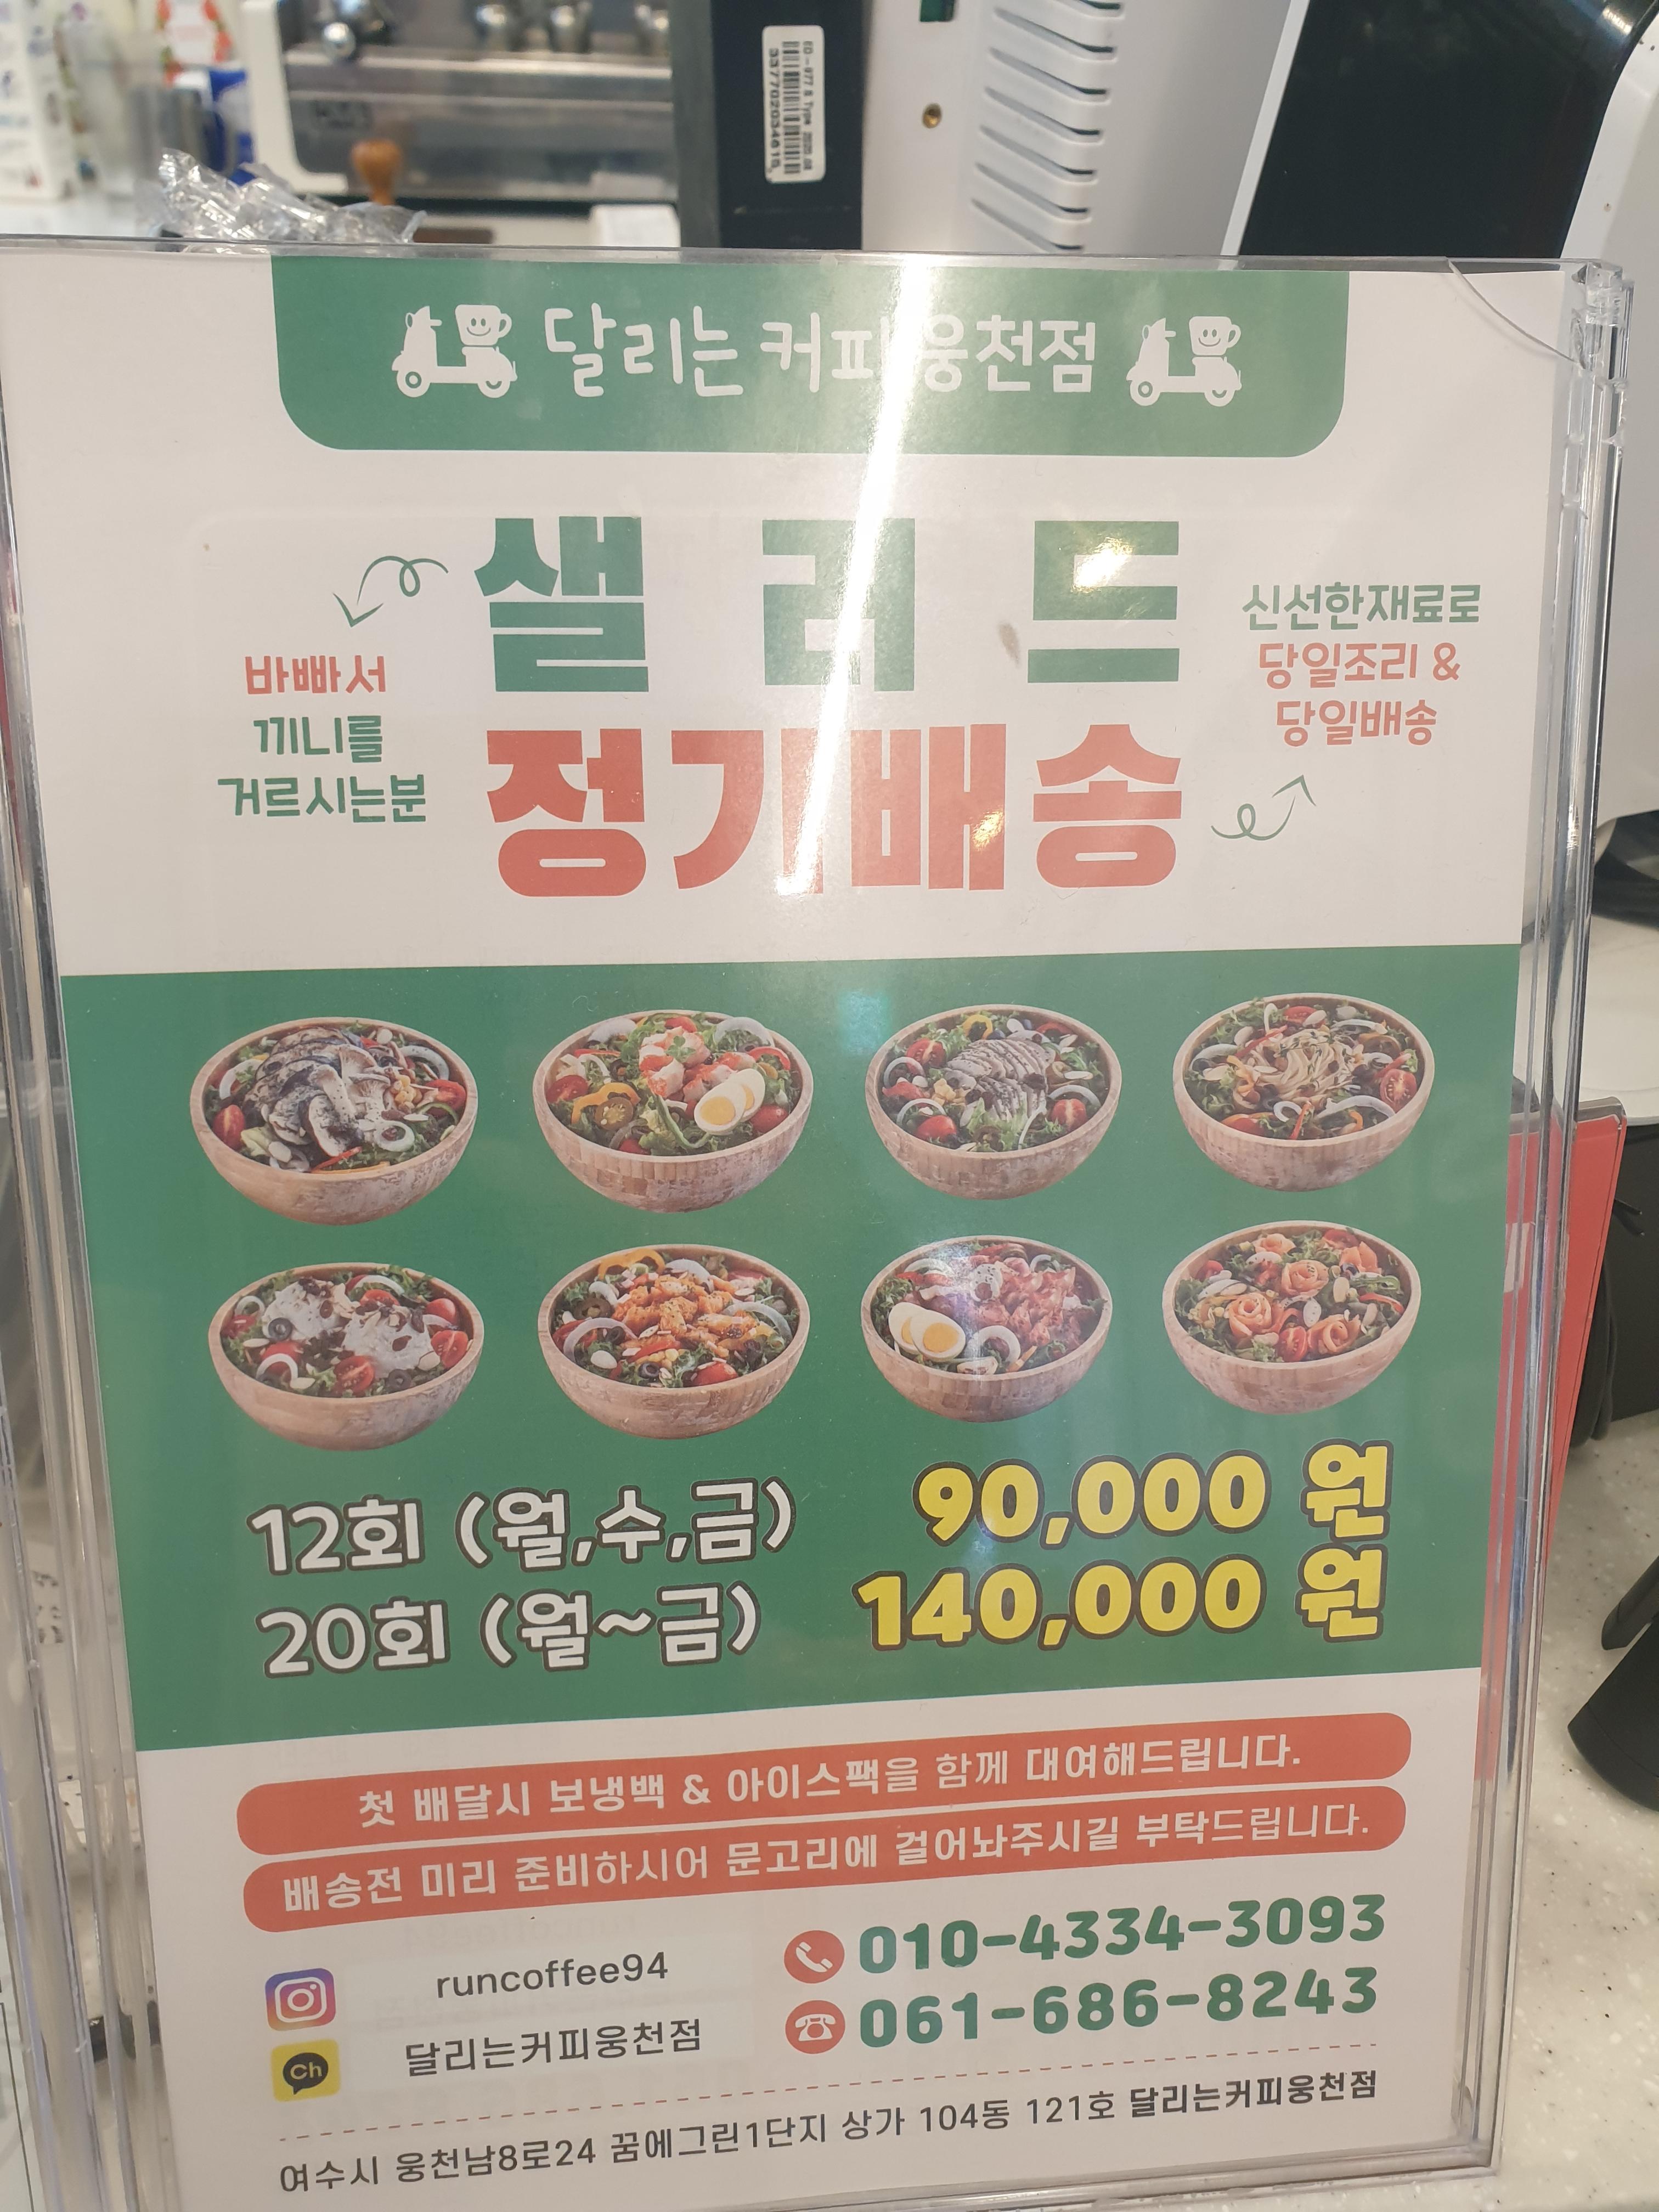 ED-977 B Type 2020.08
달리는 커피 웅천점
샐러드
정기배송
바빠서
끼니를
거르시는분
신선한재료로
당일조리 &
당일배송
12회 (월,수,금) 90,000 원
20회 (월~금) 140,000 원
첫 배달시 보냉백 & 아이스팩을 함께 대여해드립니다.
배송전 미리 준비하시어 문고리에 걸어놔주시길 부탁드립니다.
runcoffee94
010-4334-3093
Ch 달리는커피웅천점
061-686-8243
여수시 웅천남8로24 꿈에그린1단지 상가 104동 121호 달리는커피웅천점